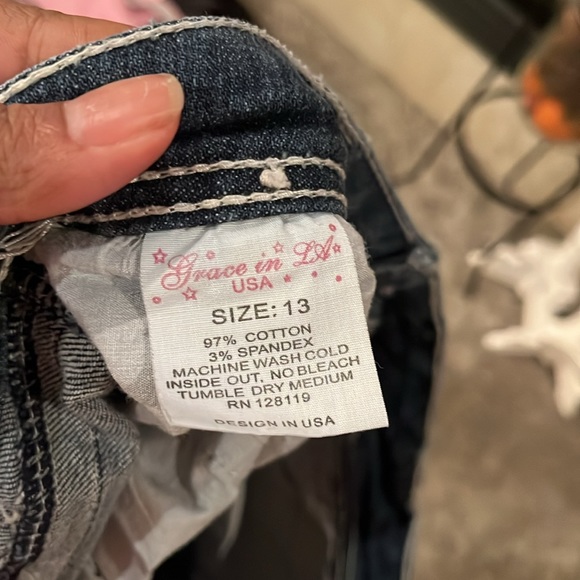 Grace in LA
USA
SIZE: 13
97% COTTON
3% SPANDEX
MACHINE WASH COLD
INSIDE OUT, NO BLEACH
TUMBLE DRY MEDIUM
RN 128119
DESIGN IN USA